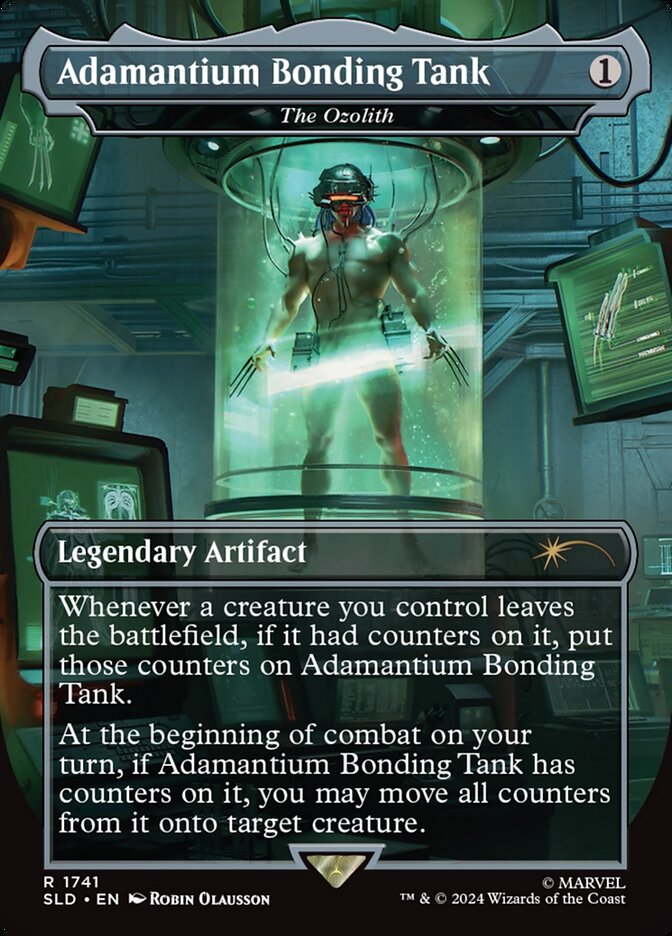 Adamantium Bonding Tank 1
The Ozolith
Legendary Artifact
Whenever a creature you control leaves
the battlefield, if it had counters on it, put
those counters on Adamantium Bonding
Tank.
At the beginning of combat on your
turn, if Adamantium Bonding Tank has
counters on it, you may move all counters
from it onto target creature.
R 1741
SLD • EN Robin Olausson
© MARVEL
™ & © 2024 Wizards of the Coast